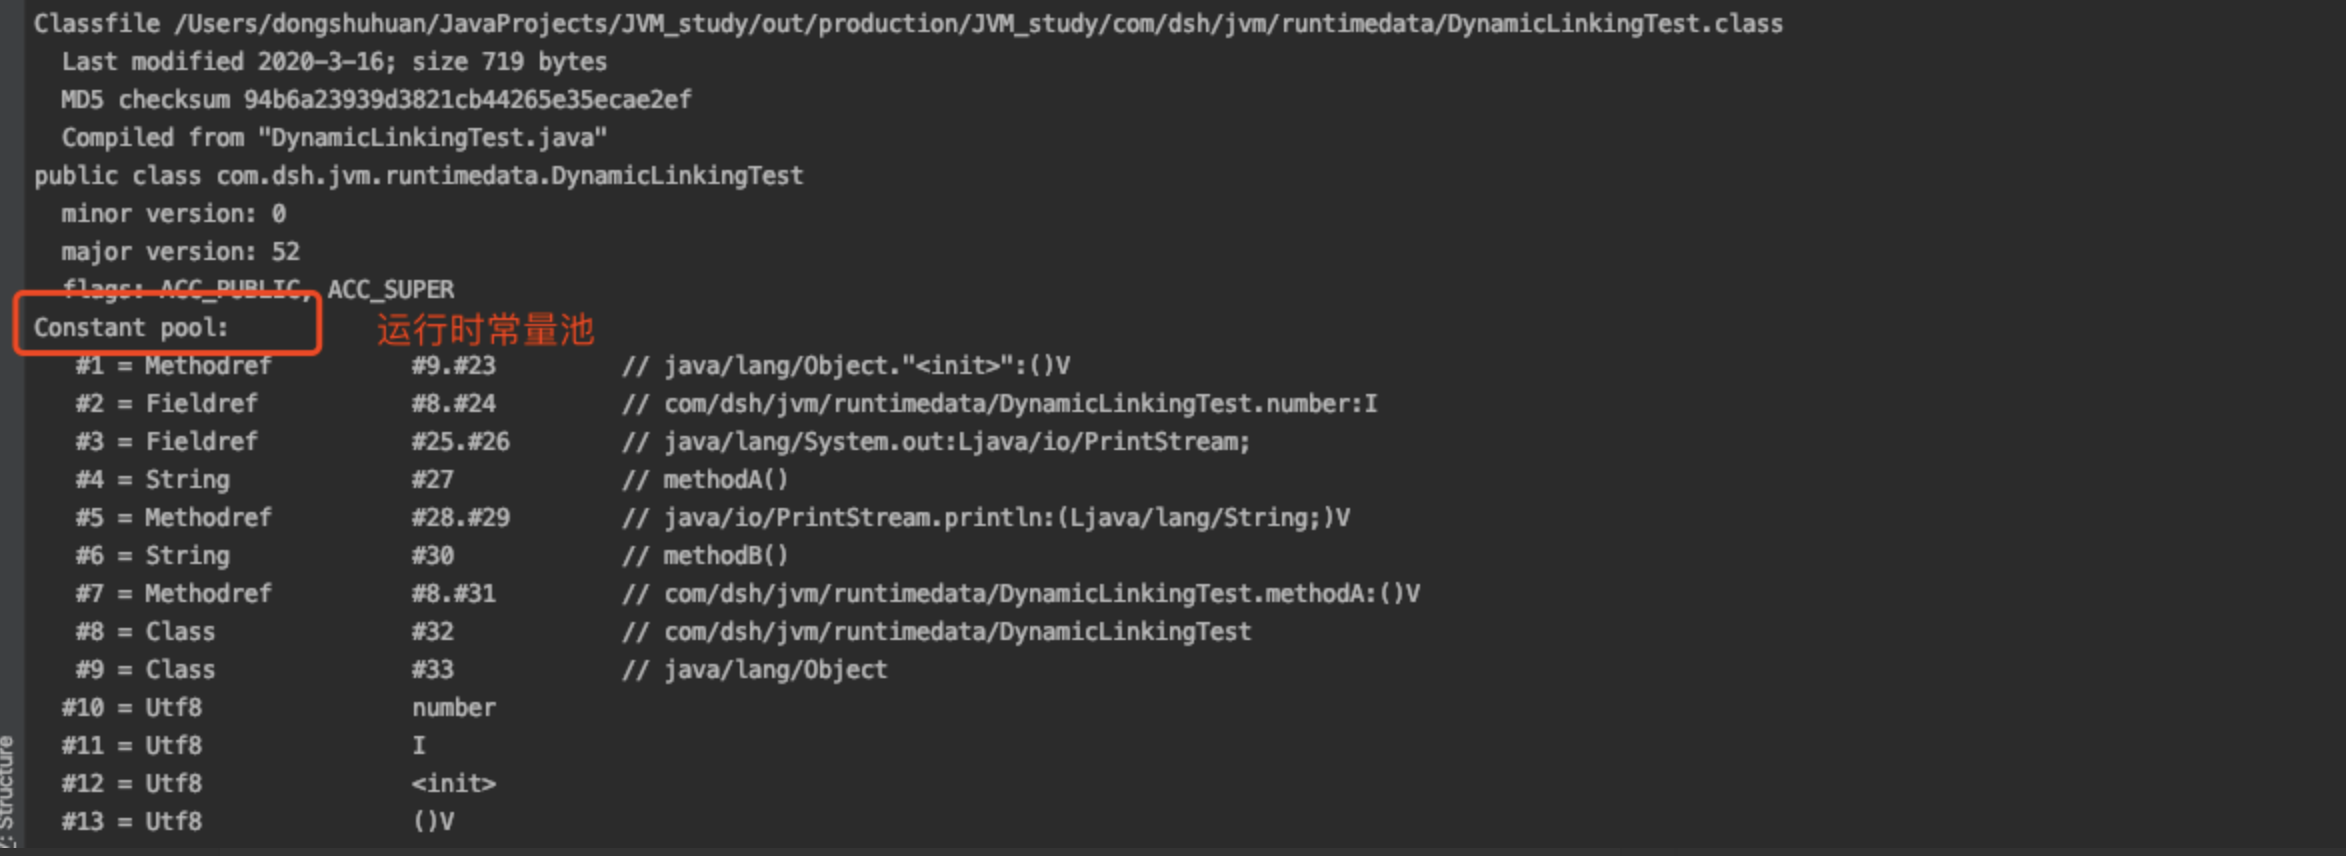 Classfile /Users/dongshuhuan/JavaProjects/JVM_study/out/production/JVM_study/com/dsh/jvm/runtimedata/DynamicLinkingTest.class
Last modified 2020-3-16; size 719 bytes
MD5 checksum 94b6a23939d3821cb44265e35ecae2ef
Compiled from "DynamicLinkingTest.java"
public class com.dsh.jvm.runtimedata.DynamicLinkingTest
minor version: 0
major version: 52
flags: ACC_PUBLIC, ACC_SUPER
Constant pool: 运行时常量池
#1 = Methodref #9.#23 // java/lang/Object."<init>":()V
#2 = Fieldref #8.#24 // com/dsh/jvm/runtimedata/DynamicLinkingTest.number:I
#3 = Fieldref #25.#26 // java/lang/System.out:Ljava/io/PrintStream;
#4 = String #27 // methodA()
#5 = Methodref #28.#29 // java/io/PrintStream.println:(Ljava/lang/String;)V
#6 = String #30 // methodB()
#7 = Methodref #8.#31 // com/dsh/jvm/runtimedata/DynamicLinkingTest.methodA:()V
#8 = Class #32 // com/dsh/jvm/runtimedata/DynamicLinkingTest
#9 = Class #33 // java/lang/Object
#10 = Utf8 number
#11 = Utf8 I
#12 = Utf8 <init>
#13 = Utf8 ()V
: Structure